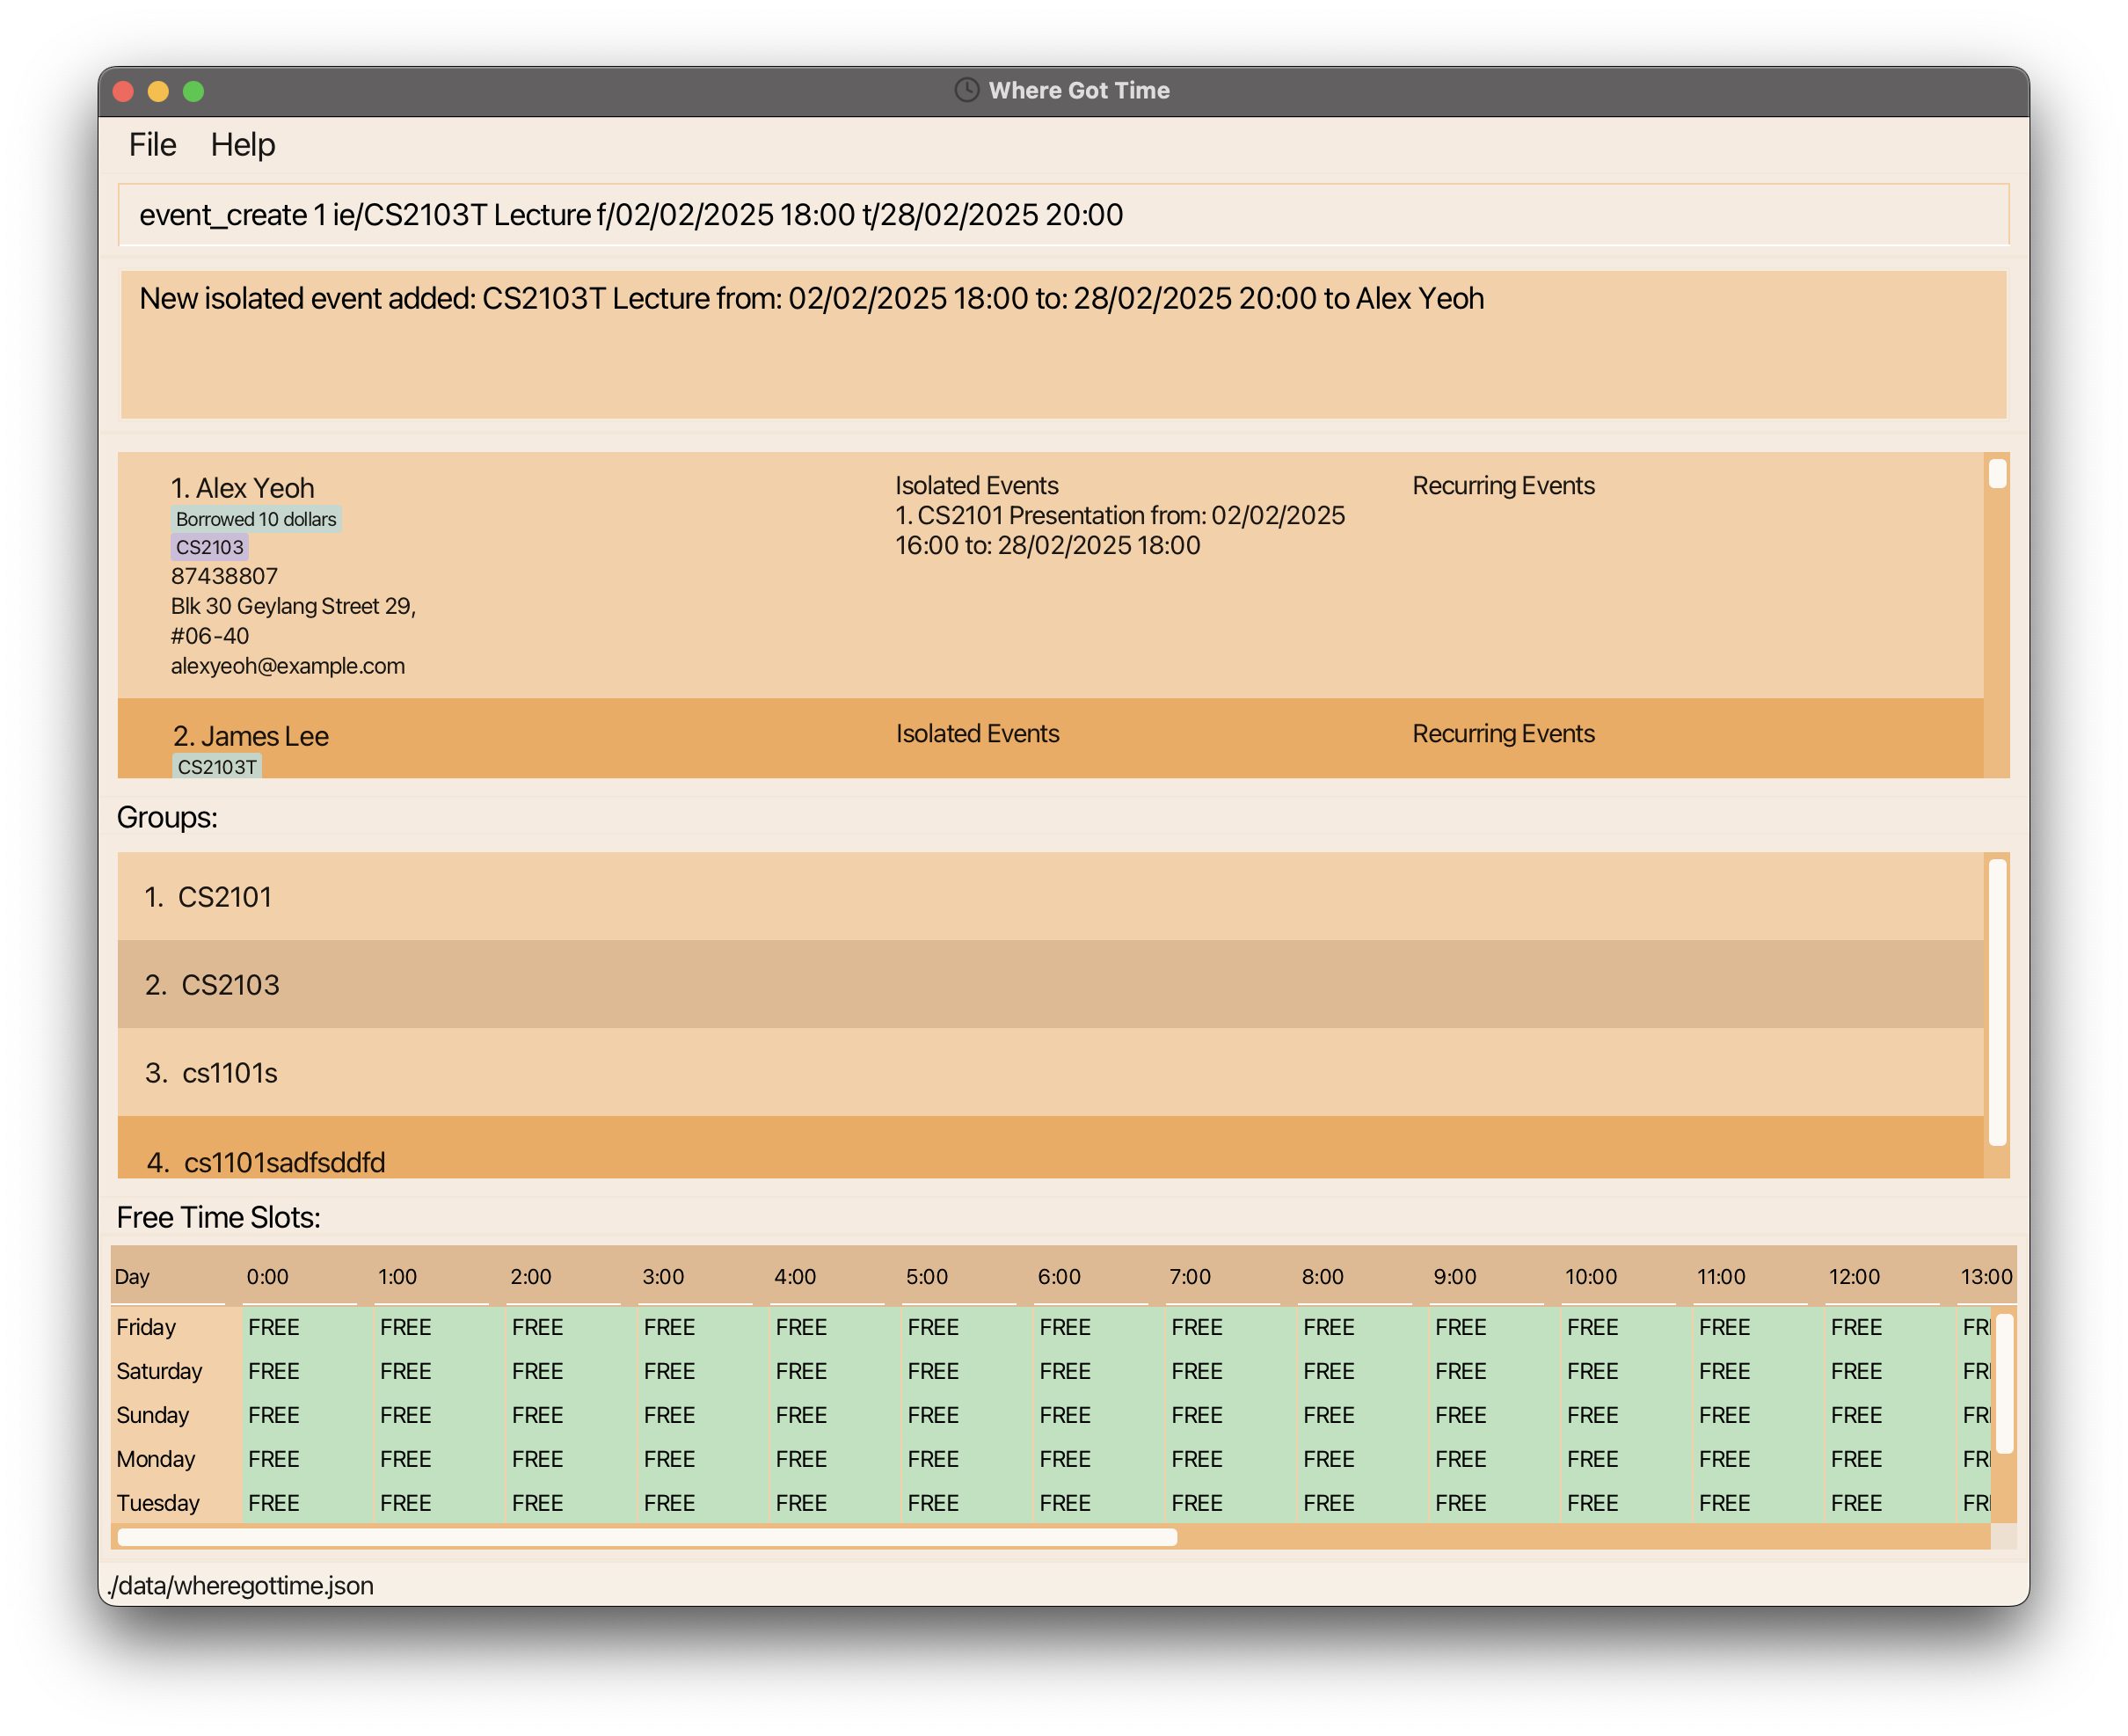 Where Got Time
File Help
event_create 1 ie/CS2103T Lecture f/02/02/2025 18:00 t/28/02/2025 20:00
New isolated event added: CS2103T Lecture from: 02/02/2025 18:00 to: 28/02/2025 20:00 to Alex Yeoh
1. Alex Yeoh
Borrowed 10 dollars
CS2103
87438807
Blk 30 Geylang Street 29,
#06-40
alexyeoh@example.com
Isolated Events
1. CS2101 Presentation from: 02/02/2025
16:00 to: 28/02/2025 18:00
Recurring Events
2. James Lee
CS2103T
Isolated Events
Recurring Events
Groups:
1. CS2101
2. CS2103
3. cs1101s
4. cs1101sadfsddfd
Free Time Slots:
Day 0:00 1:00 2:00 3:00 4:00 5:00 6:00 7:00 8:00 9:00 10:00 11:00 12:00 13:00
Friday FREE FREE FREE FREE FREE FREE FREE FREE FREE FREE FREE FREE FREE FR
Saturday FREE FREE FREE FREE FREE FREE FREE FREE FREE FREE FREE FREE FREE FR
Sunday FREE FREE FREE FREE FREE FREE FREE FREE FREE FREE FREE FREE FREE FR
Monday FREE FREE FREE FREE FREE FREE FREE FREE FREE FREE FREE FREE FREE FR
Tuesday FREE FREE FREE FREE FREE FREE FREE FREE FREE FREE FREE FREE FREE FR
./data/wheregottime.json